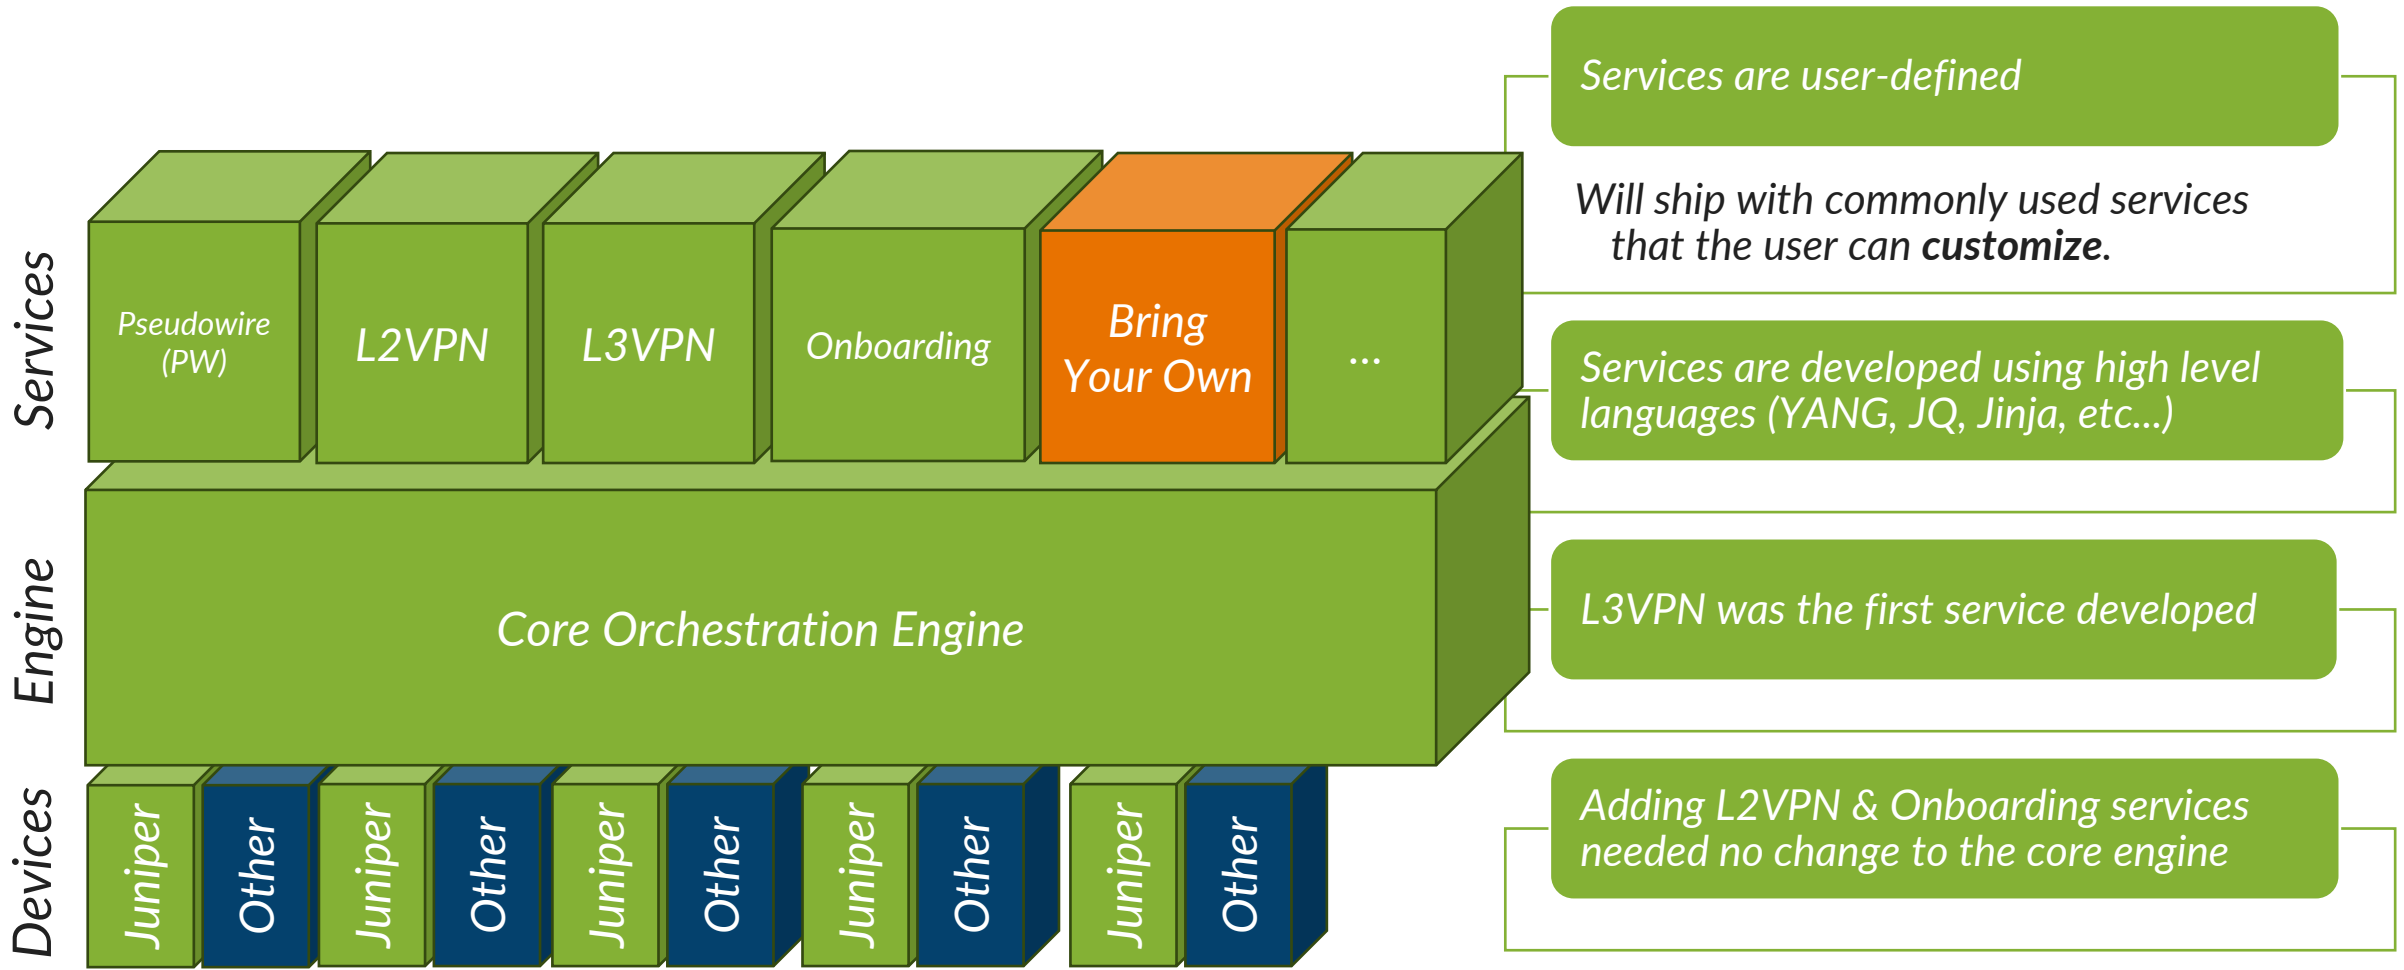 Services
Pseudowire
(PW)
L2VPN
L3VPN
Onboarding
Bring
Your Own
...
Engine
Core Orchestration Engine
Devices
Juniper
Other
Juniper
Other
Juniper
Other
Juniper
Other
Juniper
Other
Services are user-defined
Will ship with commonly used services
that the user can customize.
Services are developed using high level
languages (YANG, JQ, Jinja, etc...)
L3VPN was the first service developed
Adding L2VPN & Onboarding services
needed no change to the core engine